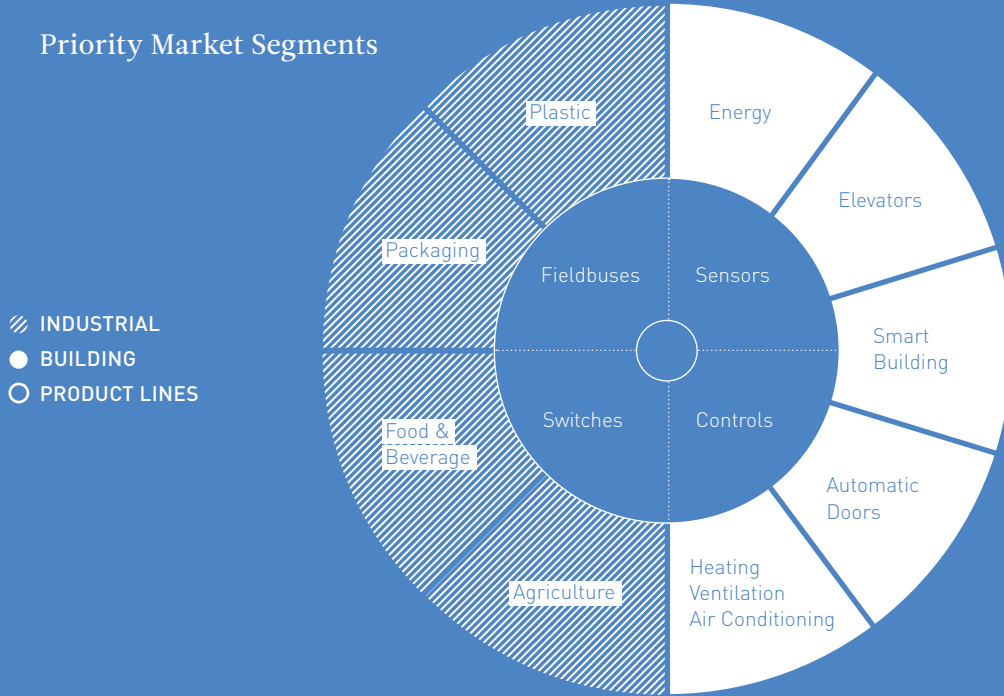 Priority Market Segments
Plastic
Energy
Elevators
Packaging
Fieldbuses
Sensors
INDUSTRIAL
BUILDING
PRODUCT LINES
Smart
Building
Food &
Beverage
Switches
Controls
Automatic
Doors
Agriculture
Heating
Ventilation
Air Conditioning